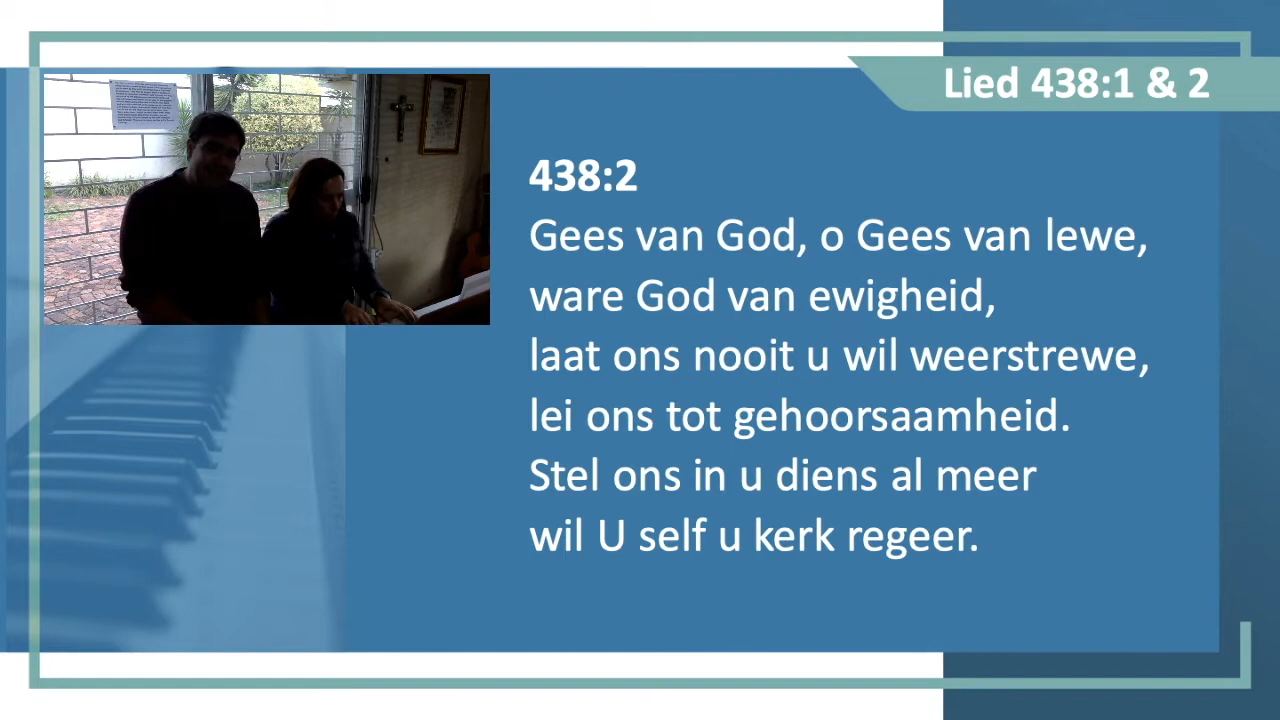 Lied 438:1 & 2
438:2
Gees van God, o Gees van lewe,
ware God van ewigheid,
laat ons nooit u wil weerstrewe,
lei ons tot gehoorsaamheid.
Stel ons in u diens al meer
wil U self u kerk regeer.